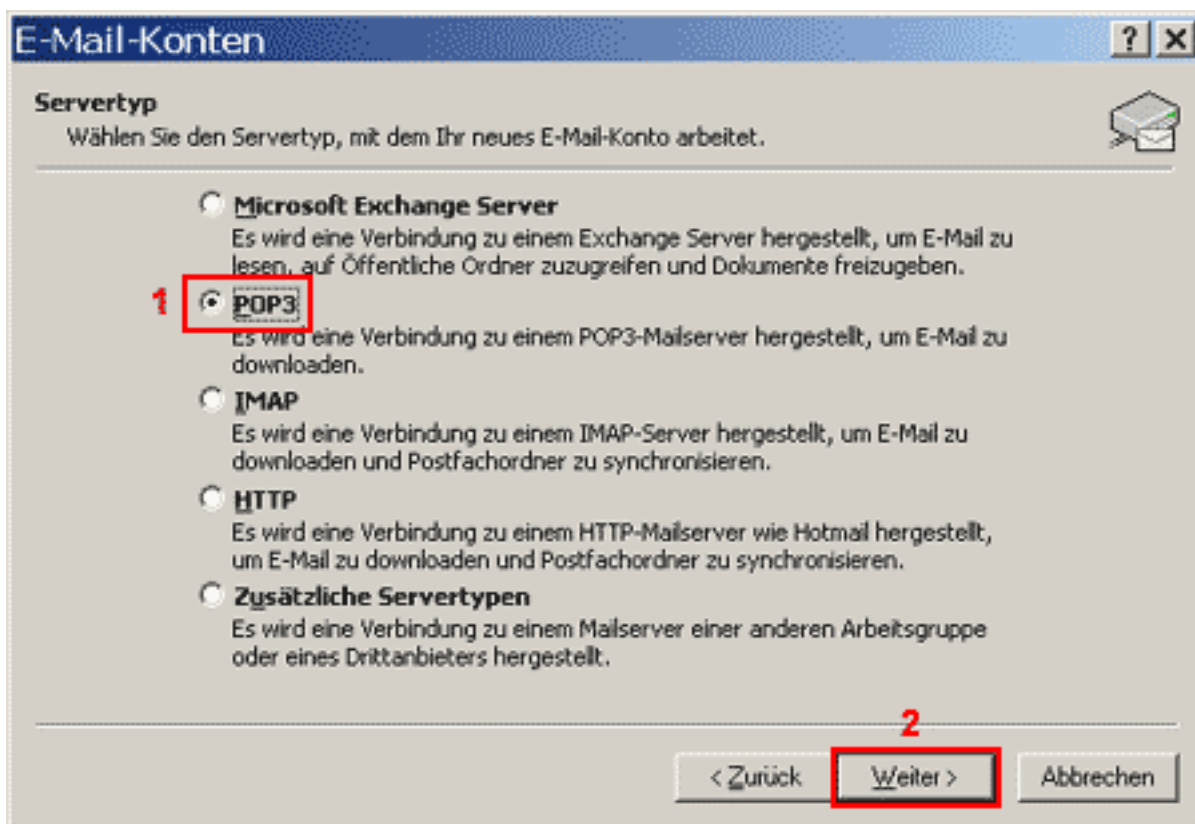 E-Mail-Konten
Servertyp
Wählen Sie den Servertyp, mit dem Ihr neues E-Mail-Konto arbeitet.
Microsoft Exchange Server
Es wird eine Verbindung zu einem Exchange Server hergestellt, um E-Mail zu
lesen, auf Öffentliche Ordner zuzugreifen und Dokumente freizugeben.
1 POP3
Es wird eine Verbindung zu einem POP3-Mailserver hergestellt, um E-Mail zu
downloaden.
IMAP
Es wird eine Verbindung zu einem IMAP-Server hergestellt, um E-Mail zu
downloaden und Postfachordner zu synchronisieren.
HTTP
Es wird eine Verbindung zu einem HTTP-Mailserver wie Hotmail hergestellt,
um E-Mail zu downloaden und Postfachordner zu synchronisieren.
Zusätzliche Servertypen
Es wird eine Verbindung zu einem Mailserver einer anderen Arbeitsgruppe
oder eines Drittanbieters hergestellt.
2
< Zurück Weiter > Abbrechen